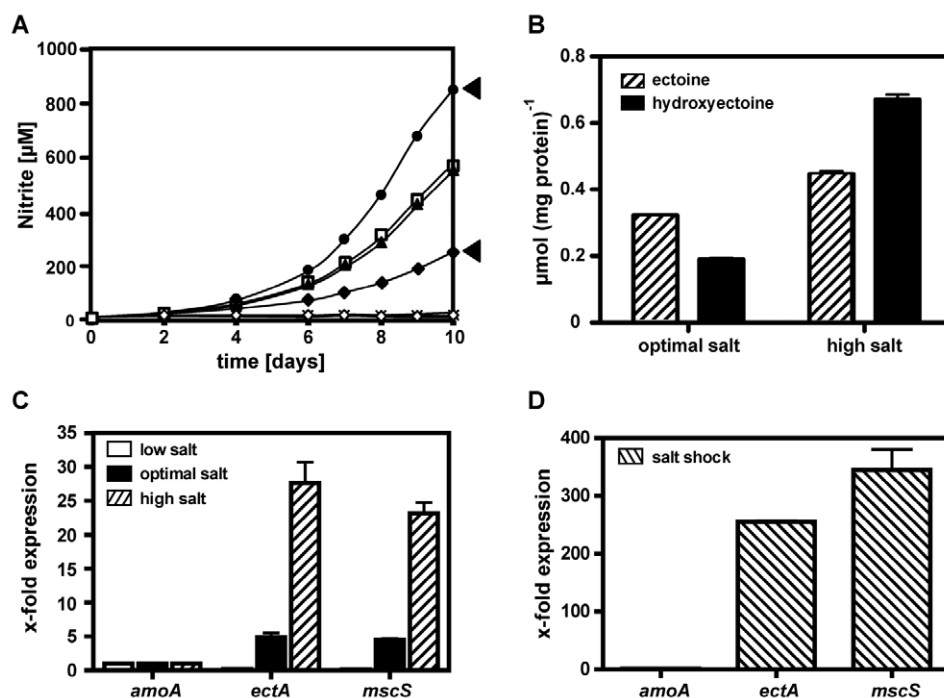 A
1000
800
600
400
200
0
Nitrite [µM]
0 2 4 6 8 10
time [days]
B
0.8
0.6
0.4
0.2
0
µmol (mg protein)-1
ectoine
hydroxyectoine
optimal salt high salt
C
35
30
25
20
15
10
5
0
x-fold expression
low salt
optimal salt
high salt
amoA ectA mscS
D
400
300
200
100
0
x-fold expression
salt shock
amoA ectA mscS